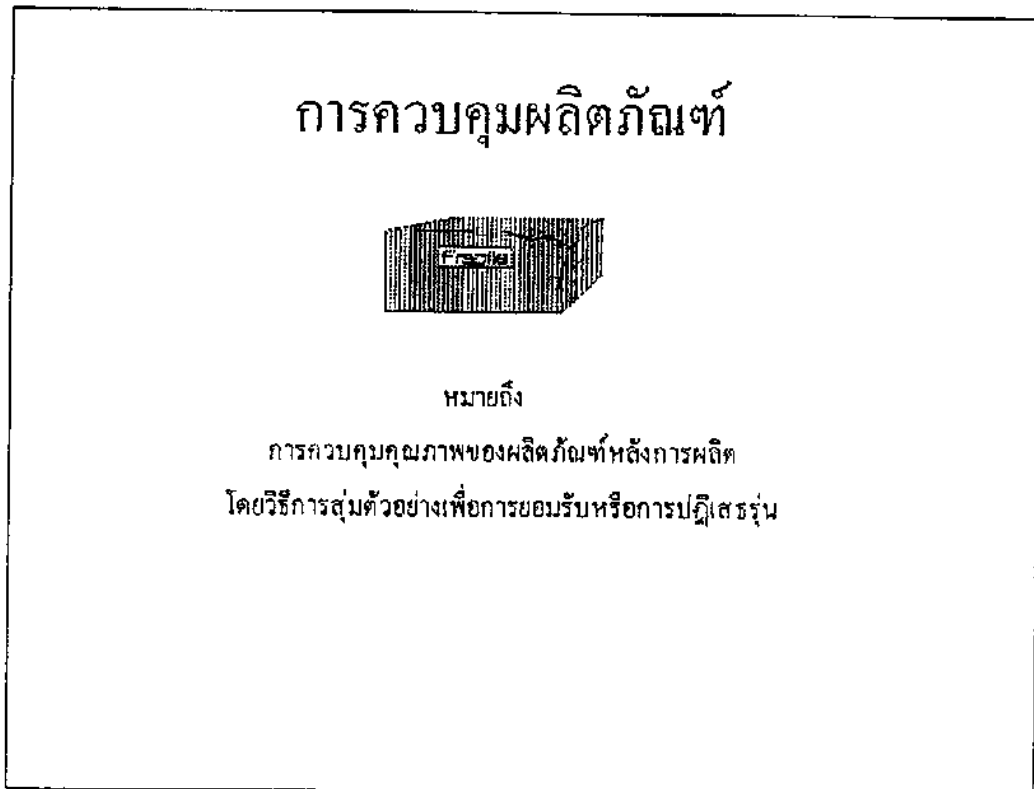 การควบคุมผลิตภัณฑ์
Fragile
หมายถึง
การควบคุมคุณภาพของผลิตภัณฑ์หลังการผลิต
โดยวิธีการสุ่มตัวอย่างเพื่อการยอมรับหรือการปฏิเสธรุ่น